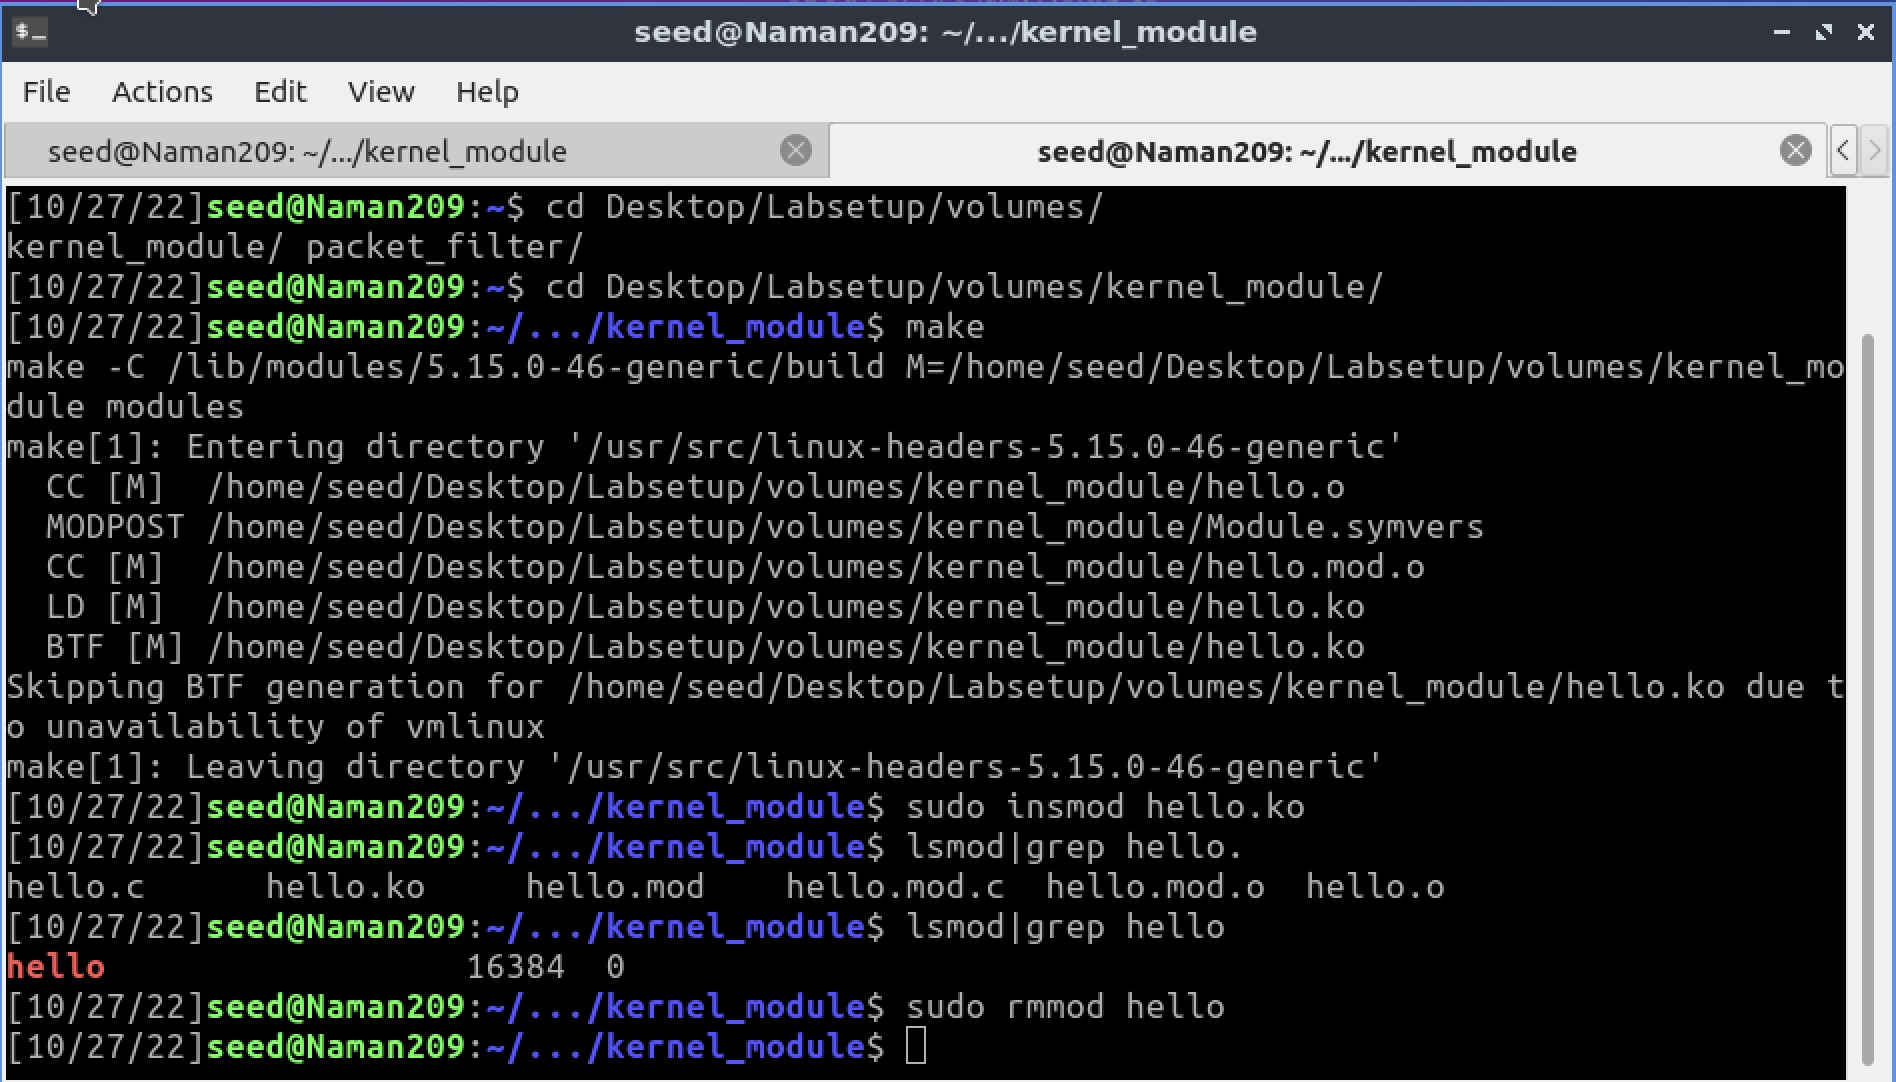 seed@Naman209: ~/.../kernel_module
File Actions Edit View Help
seed@Naman209: ~/.../kernel_module seed@Naman209: ~/.../kernel_module
[10/27/22]seed@Naman209:~$ cd Desktop/Labsetup/volumes/
kernel_module/ packet_filter/
[10/27/22]seed@Naman209:~$ cd Desktop/Labsetup/volumes/kernel_module/
[10/27/22]seed@Naman209:~/.../kernel_module$ make
make -C /lib/modules/5.15.0-46-generic/build M=/home/seed/Desktop/Labsetup/volumes/kernel_mo
dule modules
make[1]: Entering directory '/usr/src/linux-headers-5.15.0-46-generic'
  CC [M]  /home/seed/Desktop/Labsetup/volumes/kernel_module/hello.o
  MODPOST /home/seed/Desktop/Labsetup/volumes/kernel_module/Module.symvers
  CC [M]  /home/seed/Desktop/Labsetup/volumes/kernel_module/hello.mod.o
  LD [M]  /home/seed/Desktop/Labsetup/volumes/kernel_module/hello.ko
  BTF [M] /home/seed/Desktop/Labsetup/volumes/kernel_module/hello.ko
Skipping BTF generation for /home/seed/Desktop/Labsetup/volumes/kernel_module/hello.ko due t
o unavailability of vmlinux
make[1]: Leaving directory '/usr/src/linux-headers-5.15.0-46-generic'
[10/27/22]seed@Naman209:~/.../kernel_module$ sudo insmod hello.ko
[10/27/22]seed@Naman209:~/.../kernel_module$ lsmod|grep hello.
hello.c      hello.ko     hello.mod    hello.mod.c  hello.mod.o  hello.o
[10/27/22]seed@Naman209:~/.../kernel_module$ lsmod|grep hello
hello                  16384  0
[10/27/22]seed@Naman209:~/.../kernel_module$ sudo rmmod hello
[10/27/22]seed@Naman209:~/.../kernel_module$